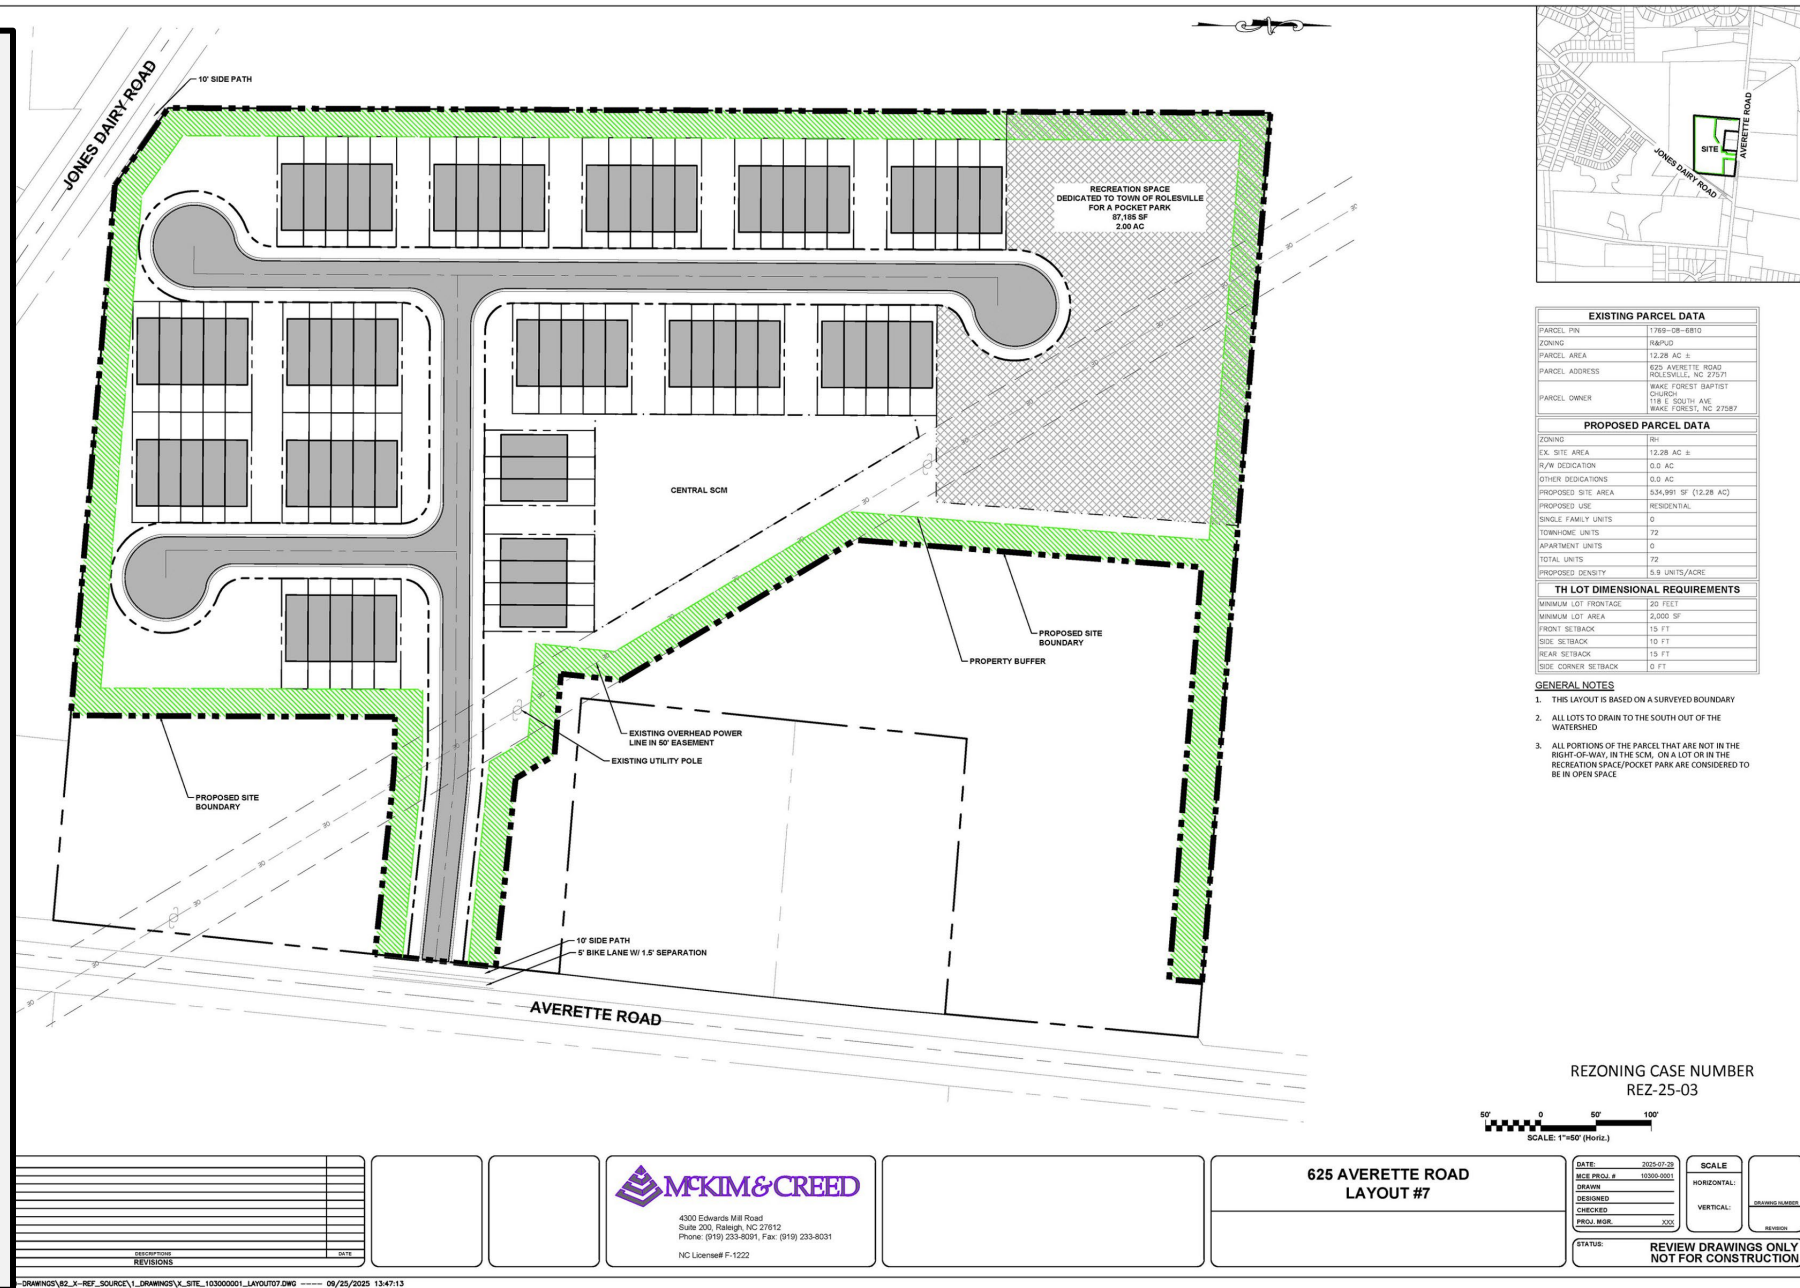 10' SIDE PATH
JONES DAIRY ROAD
RECREATION SPACE
DEDICATED TO TOWN OF ROLESVILLE
FOR A POCKET PARK
87,185 SF
2.00 AC
CENTRAL SCM
PROPOSED SITE
BOUNDARY
PROPERTY BUFFER
EXISTING OVERHEAD POWER
LINE IN 50' EASEMENT
EXISTING UTILITY POLE
PROPOSED SITE
BOUNDARY
10' SIDE PATH
5' BIKE LANE W/ 1.5' SEPARATION
AVERETTE ROAD
SITE
AVERETTE ROAD
JONES DAIRY ROAD
EXISTING PARCEL DATA
PARCEL PIN 1769-08-6810
ZONING R&PUD
PARCEL AREA 12.28 AC ±
PARCEL ADDRESS 625 AVERETTE ROAD
ROLESVILLE, NC 27571
PARCEL OWNER WAKE FOREST BAPTIST
CHURCH
118 E SOUTH AVE
WAKE FOREST, NC 27587
PROPOSED PARCEL DATA
ZONING RH
EX. SITE AREA 12.28 AC ±
R/W DEDICATION 0.0 AC
OTHER DEDICATIONS 0.0 AC
PROPOSED SITE AREA 534,991 SF (12.28 AC)
PROPOSED USE RESIDENTIAL
SINGLE FAMILY UNITS 0
TOWNHOME UNITS 72
APARTMENT UNITS 0
TOTAL UNITS 72
PROPOSED DENSITY 5.9 UNITS/ACRE
TH LOT DIMENSIONAL REQUIREMENTS
MINIMUM LOT FRONTAGE 20 FEET
MINIMUM LOT AREA 2,000 SF
FRONT SETBACK 15 FT
SIDE SETBACK 10 FT
REAR SETBACK 15 FT
SIDE CORNER SETBACK 0 FT
GENERAL NOTES
1. THIS LAYOUT IS BASED ON A SURVEYED BOUNDARY
2. ALL LOTS TO DRAIN TO THE SOUTH OUT OF THE
WATERSHED
3. ALL PORTIONS OF THE PARCEL THAT ARE NOT IN THE
RIGHT-OF-WAY, IN THE SCM, ON A LOT OR IN THE
RECREATION SPACE/POCKET PARK ARE CONSIDERED TO
BE IN OPEN SPACE
REZONING CASE NUMBER
REZ-25-03
50' 0 50' 100'
SCALE: 1"=50' (Horiz.)
DESCRIPTIONS DATE
REVISIONS
MCKIM&CREED
4300 Edwards Mill Road
Suite 200, Raleigh, NC 27612
Phone: (919) 233-8091, Fax: (919) 233-8031
NC License# F-1222
625 AVERETTE ROAD
LAYOUT #7
DATE: 2025-07-29
MCE PROJ. # 10300-0001
DRAWN
DESIGNED
CHECKED
PROJ. MGR. XXX
SCALE
HORIZONTAL:
VERTICAL:
DRAWING NUMBER
REVISION
STATUS: REVIEW DRAWINGS ONLY
NOT FOR CONSTRUCTION
-DRAWINGS\82_X-REF_SOURCE\1_DRAWINGS\X_SITE_103000001_LAYOUT07.DWG ---- 09/25/2025 13:47:13